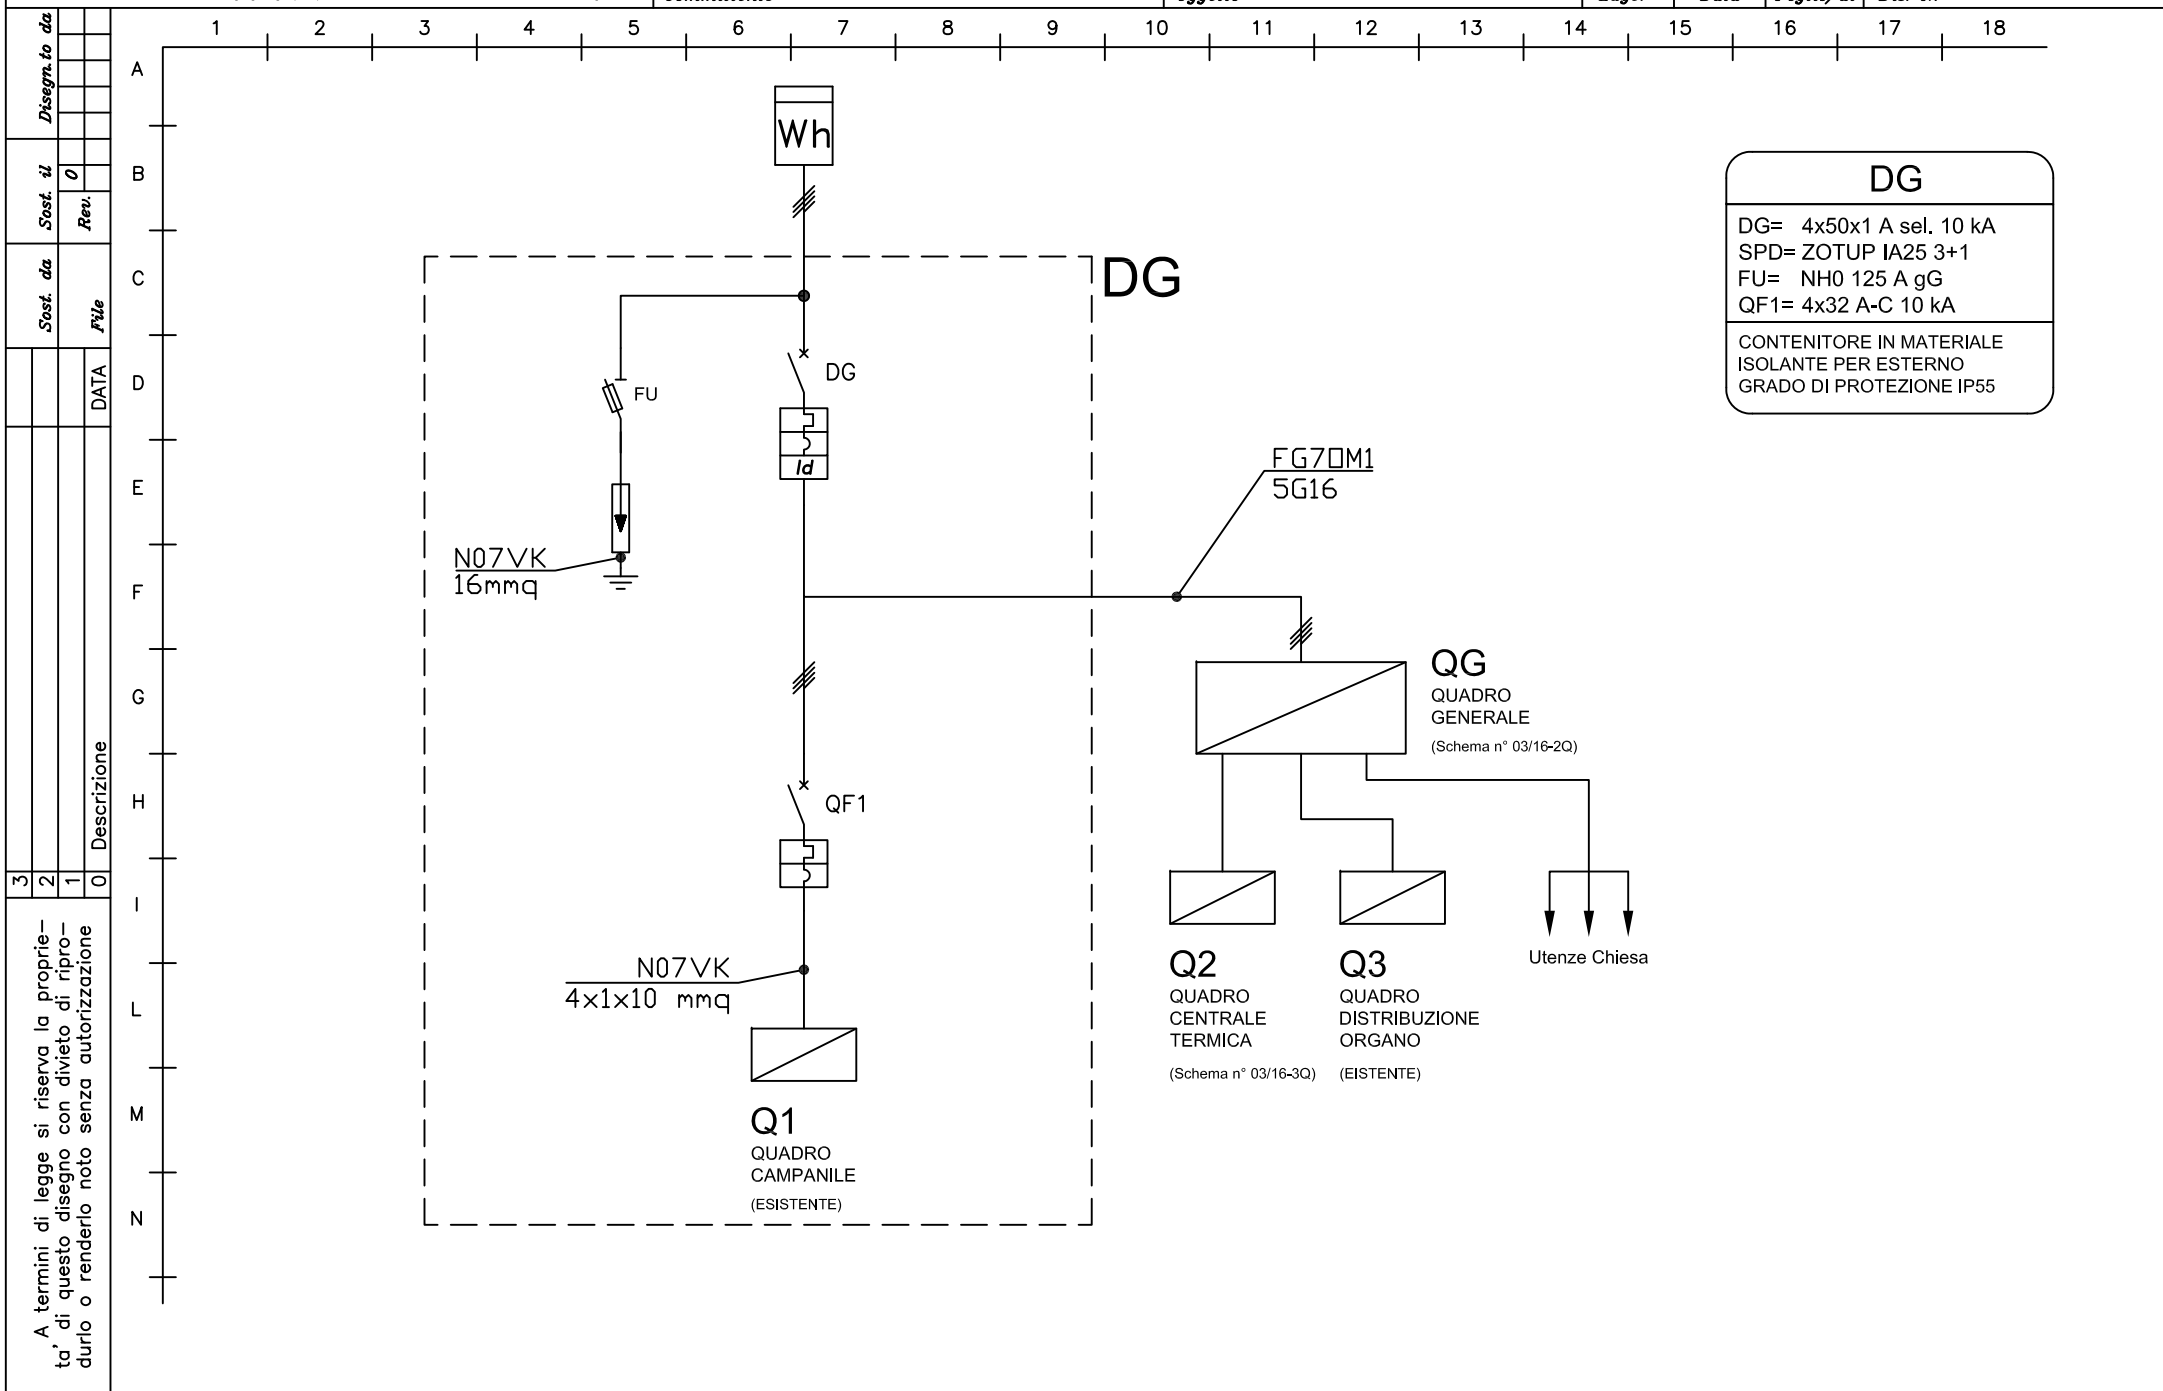 1 2 3 4 5 6 7 8 9 10 11 12 13 14 15 16 17 18
A
B
C
D
E
F
G
H
I
L
M
N
Disegn.to da
Sost. il
0
Rev.
Sost. da
File
DATA
Descrizione
3
2
1
0
A termini di legge si riserva la proprie-
ta' di questo disegno con divieto di ripro-
durlo o renderlo noto senza autorizzazione
Wh
DG
DG
FU
Id
N07VK
16mmq
FG7OM1
5G16
QF1
N07VK
4x1x10 mmq
Q1
QUADRO
CAMPANILE
(ESISTENTE)
QG
QUADRO
GENERALE
(Schema n° 03/16-2Q)
Q2
QUADRO
CENTRALE
TERMICA
(Schema n° 03/16-3Q)
Q3
QUADRO
DISTRIBUZIONE
ORGANO
(EISTENTE)
Utenze Chiesa
DG
DG= 4x50x1 A sel. 10 kA
SPD= ZOTUP IA25 3+1
FU= NH0 125 A gG
QF1= 4x32 A-C 10 kA
CONTENITORE IN MATERIALE
ISOLANTE PER ESTERNO
GRADO DI PROTEZIONE IP55